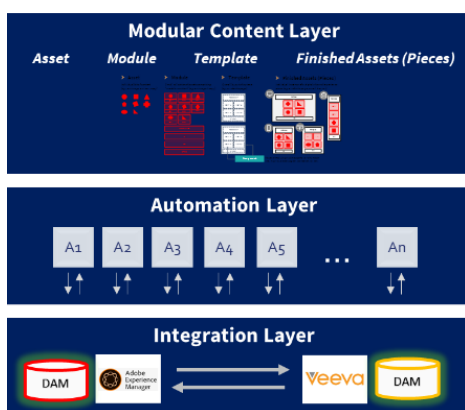 Modular Content Layer
Asset Module Template Finished Assets (Pieces)
Automation Layer
A1 A2 A3 A4 A5 ... An
Integration Layer
DAM Adobe Experience Manager Veeva DAM